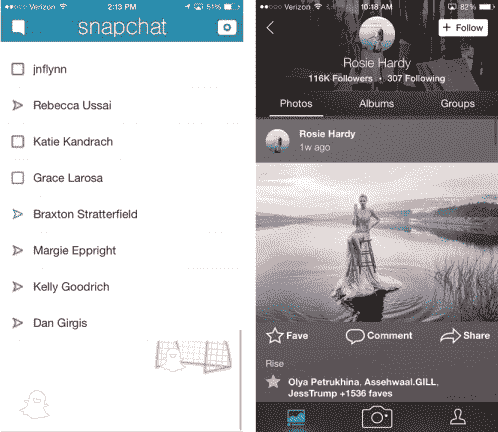 Verizon 2:13 PM 51%
snapchat
jnflynn
Rebecca Ussai
Katie Kandrach
Grace Larosa
Braxton Stratterfield
Margie Eppright
Kelly Goodrich
Dan Girgis
Verizon 10:18 AM 82%
+ Follow
Rosie Hardy
116K Followers • 307 Following
Photos Albums Groups
Rosie Hardy
1w ago
Fave Comment Share
Rise
Olya Petrukhina, Assehwaal.GILL,
JessTrump +1536 faves